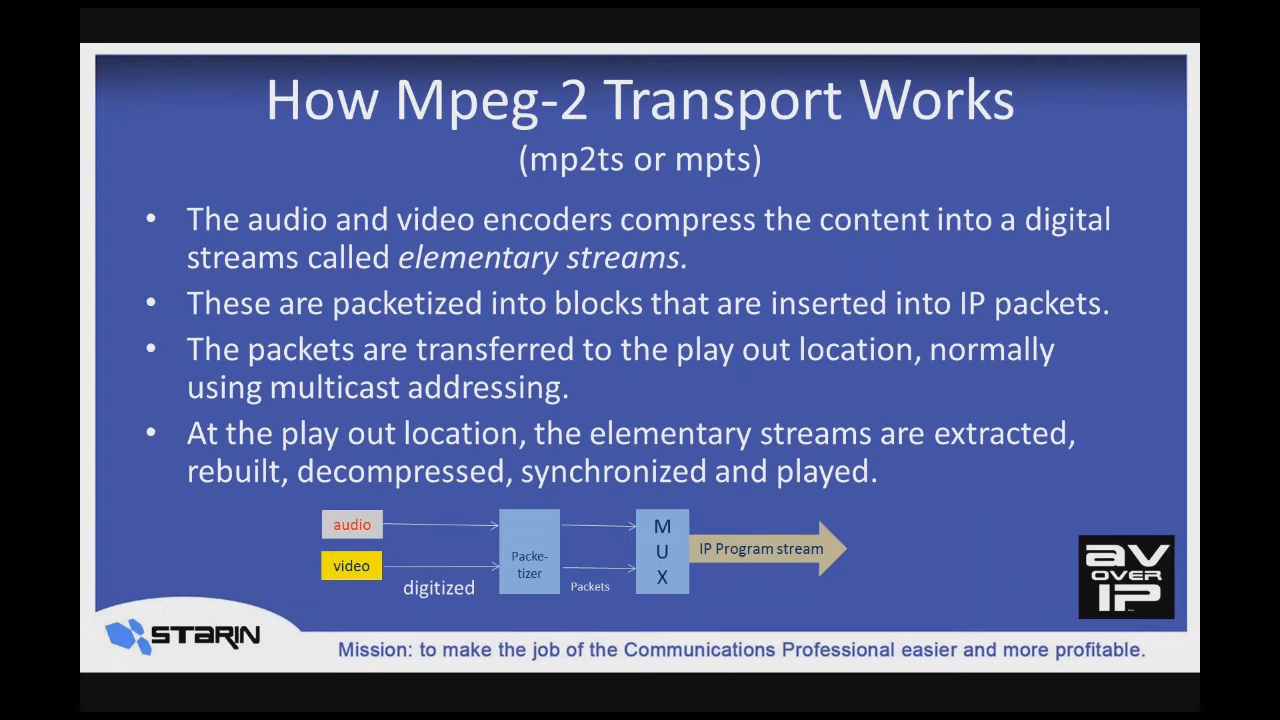 How Mpeg-2 Transport Works
(mp2ts or mpts)
• The audio and video encoders compress the content into a digital
streams called elementary streams.
• These are packetized into blocks that are inserted into IP packets.
• The packets are transferred to the play out location, normally
using multicast addressing.
• At the play out location, the elementary streams are extracted,
rebuilt, decompressed, synchronized and played.
audio
video
digitized
Packe-
tizer
Packets
M
U
X
IP Program stream
av
OVER
IP
STARIN
Mission: to make the job of the Communications Professional easier and more profitable.